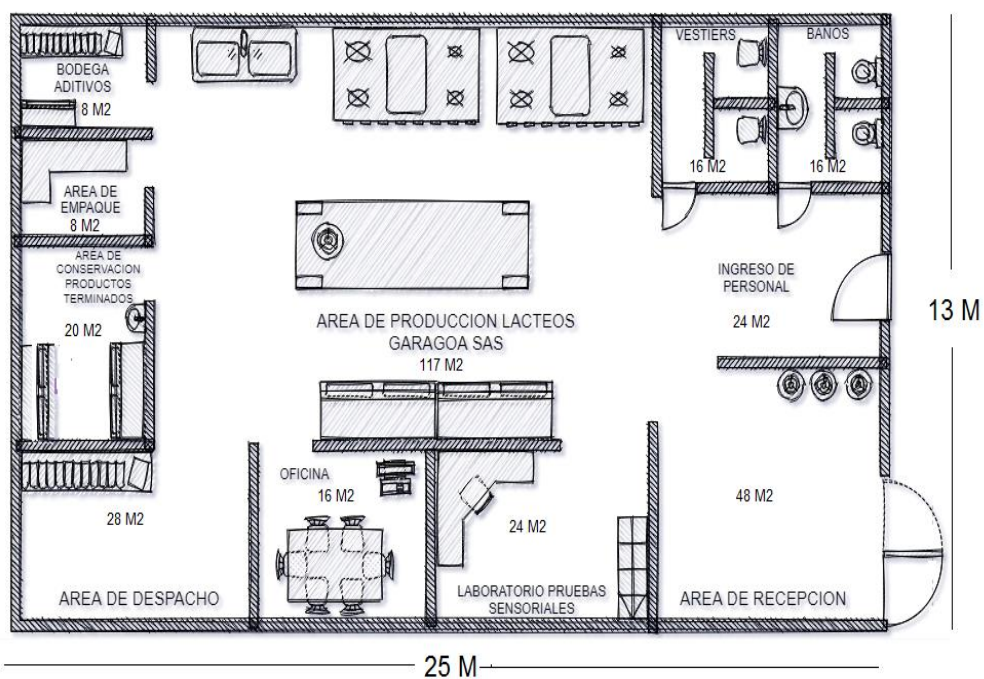 VESTIERS
BAÑOS
BODEGA
ADITIVOS
8 M2
16 M2
16 M2
AREA DE
EMPAQUE
8 M2
AREA DE
CONSERVACION
PRODUCTOS
TERMINADOS
20 M2
INGRESO DE
PERSONAL
24 M2
13 M
AREA DE PRODUCCION LACTEOS
GARAGOA SAS
117 M2
OFICINA
16 M2
28 M2
24 M2
48 M2
AREA DE DESPACHO
LABORATORIO PRUEBAS
SENSORIALES
AREA DE RECEPCION
25 M